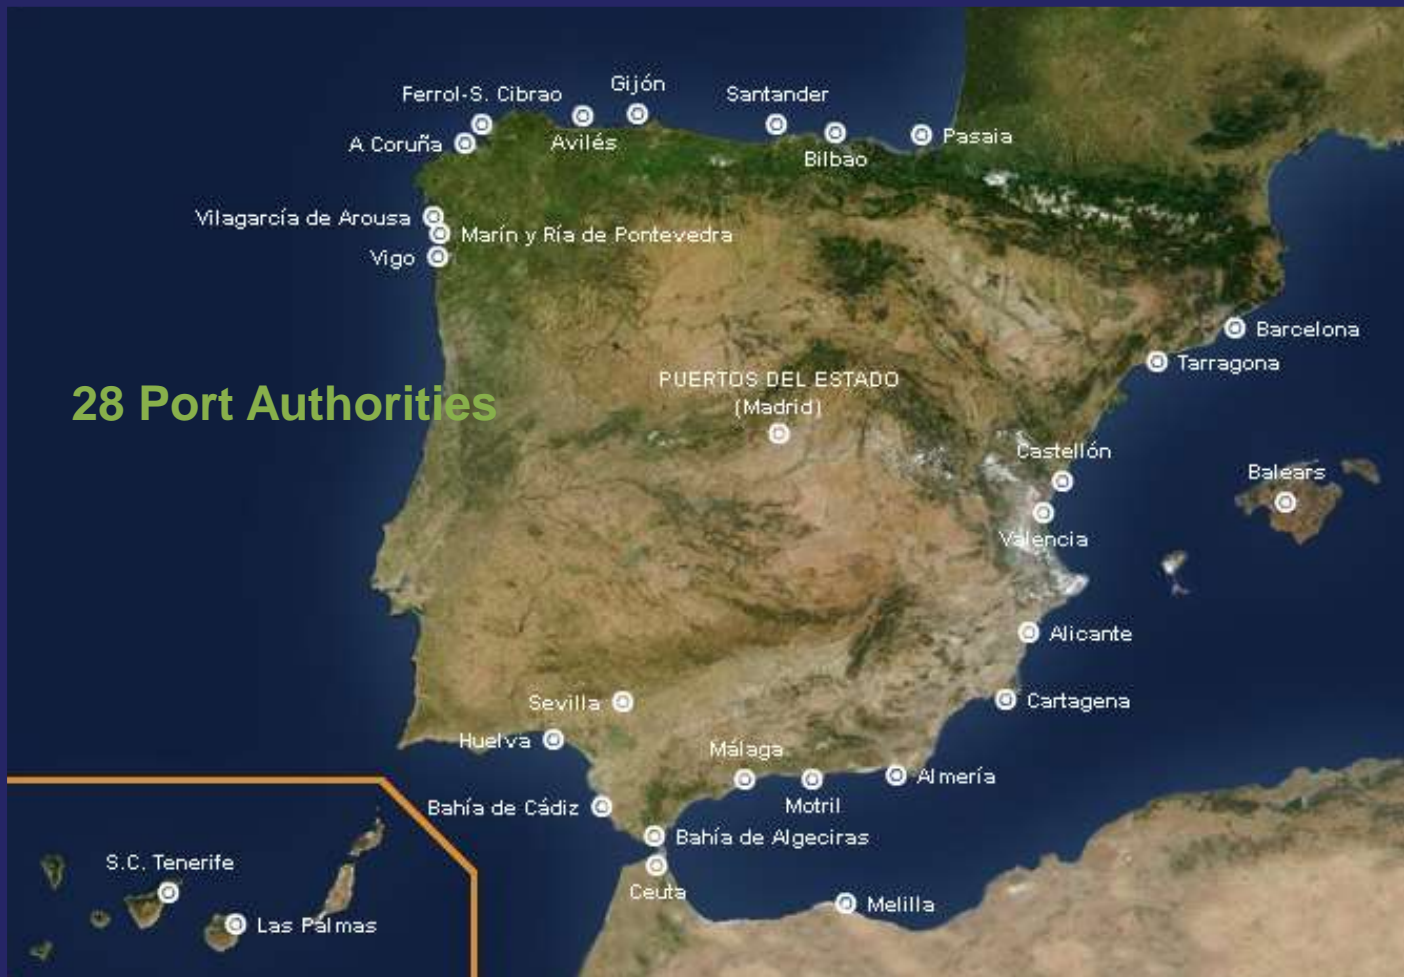 Gijón
Ferrol-S. Cibrao
Santander
Avilés
A Coruña
Pasaia
Bilbao
Vilagarcía de Arousa
Marín y Ría de Pontevedra
Vigo
Barcelona
Tarragona
PUERTOS DEL ESTADO
(Madrid)
28 Port Authorities
Castellón
Balears
Valencia
Alicante
Sevilla
Cartagena
Huelva
Málaga
Almería
Motril
Bahía de Cádiz
Bahía de Algeciras
S.C. Tenerife
Ceuta
Melilla
Las Palmas